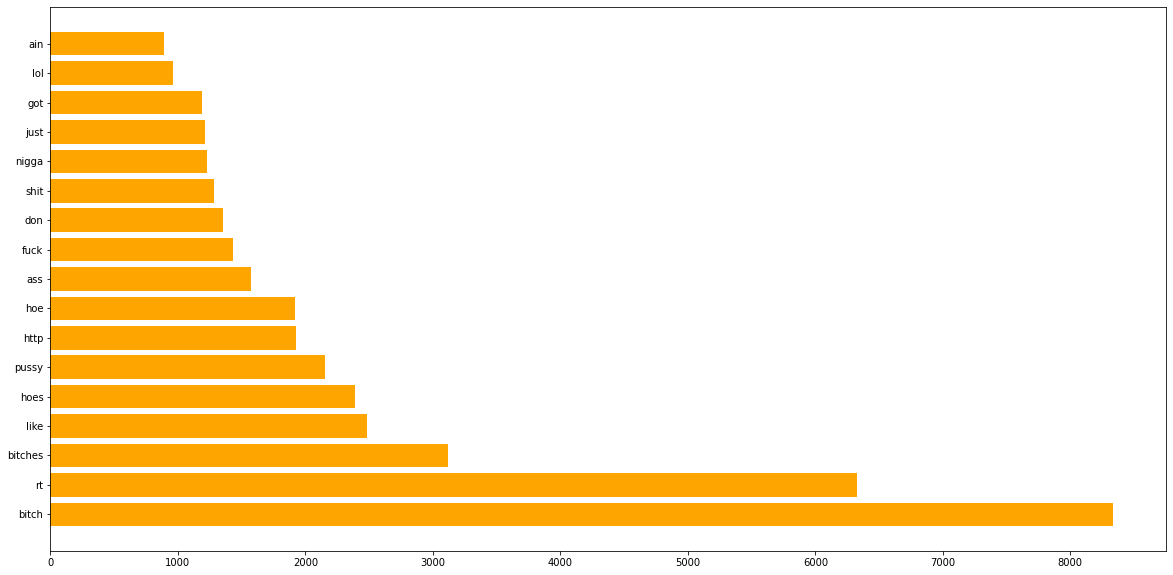 ain
lol
got
just
nigga
shit
don
fuck
ass
hoe
http
pussy
hoes
like
bitches
rt
bitch
0 1000 2000 3000 4000 5000 6000 7000 8000